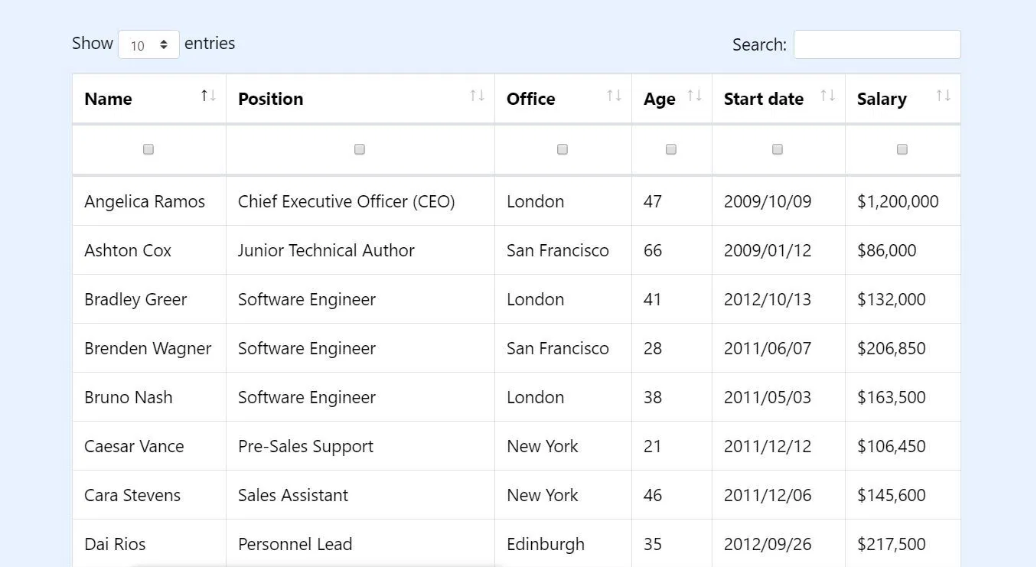 Show 10 entries Search:
Name Position Office Age Start date Salary
Angelica Ramos Chief Executive Officer (CEO) London 47 2009/10/09 $1,200,000
Ashton Cox Junior Technical Author San Francisco 66 2009/01/12 $86,000
Bradley Greer Software Engineer London 41 2012/10/13 $132,000
Brenden Wagner Software Engineer San Francisco 28 2011/06/07 $206,850
Bruno Nash Software Engineer London 38 2011/05/03 $163,500
Caesar Vance Pre-Sales Support New York 21 2011/12/12 $106,450
Cara Stevens Sales Assistant New York 46 2011/12/06 $145,600
Dai Rios Personnel Lead Edinburgh 35 2012/09/26 $217,500